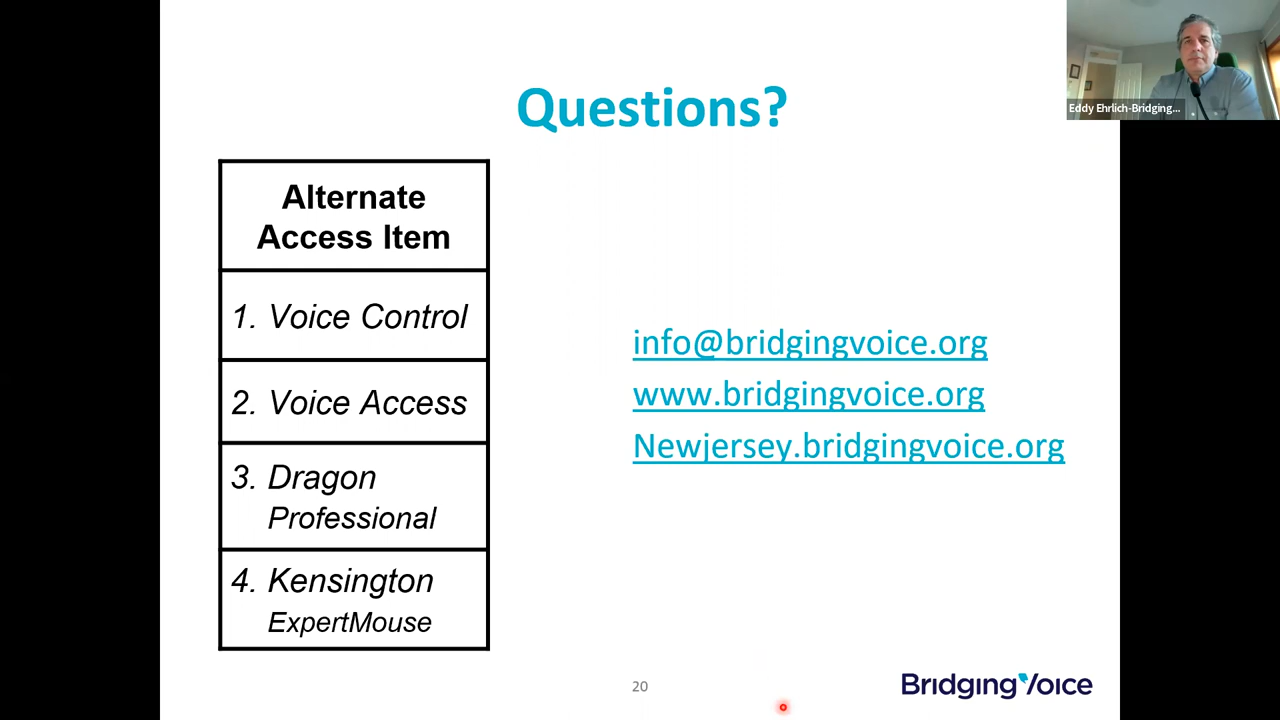 Questions?
Eddy Ehrlich-Bridging...
Alternate
Access Item
1. Voice Control
2. Voice Access
3. Dragon
Professional
4. Kensington
ExpertMouse
info@bridgingvoice.org
www.bridgingvoice.org
Newjersey.bridgingvoice.org
20
BridgingVoice